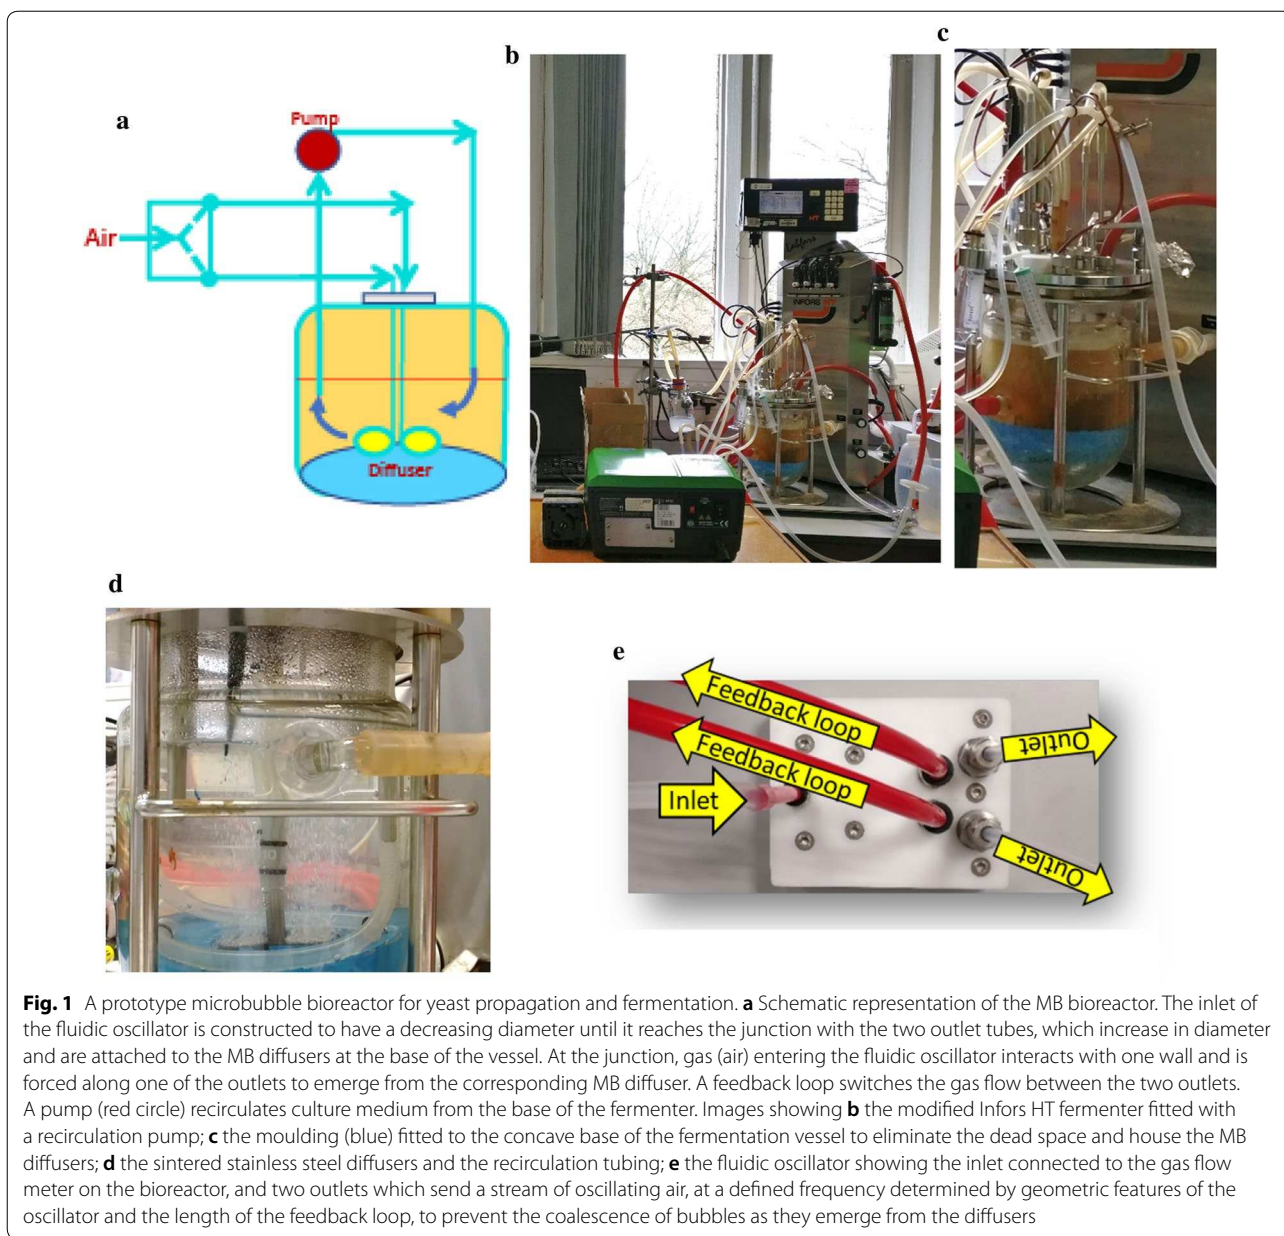 a
Pump
Air
Diffuser
b
HT
Labfors
INFORS HT
c
d
e
Feedback loop
Feedback loop
Inlet
Outlet
Outlet
Fig. 1 A prototype microbubble bioreactor for yeast propagation and fermentation. a Schematic representation of the MB bioreactor. The inlet of
the fluidic oscillator is constructed to have a decreasing diameter until it reaches the junction with the two outlet tubes, which increase in diameter
and are attached to the MB diffusers at the base of the vessel. At the junction, gas (air) entering the fluidic oscillator interacts with one wall and is
forced along one of the outlets to emerge from the corresponding MB diffuser. A feedback loop switches the gas flow between the two outlets.
A pump (red circle) recirculates culture medium from the base of the fermenter. Images showing b the modified Infors HT fermenter fitted with
a recirculation pump; c the moulding (blue) fitted to the concave base of the fermentation vessel to eliminate the dead space and house the MB
diffusers; d the sintered stainless steel diffusers and the recirculation tubing; e the fluidic oscillator showing the inlet connected to the gas flow
meter on the bioreactor, and two outlets which send a stream of oscillating air, at a defined frequency determined by geometric features of the
oscillator and the length of the feedback loop, to prevent the coalescence of bubbles as they emerge from the diffusers